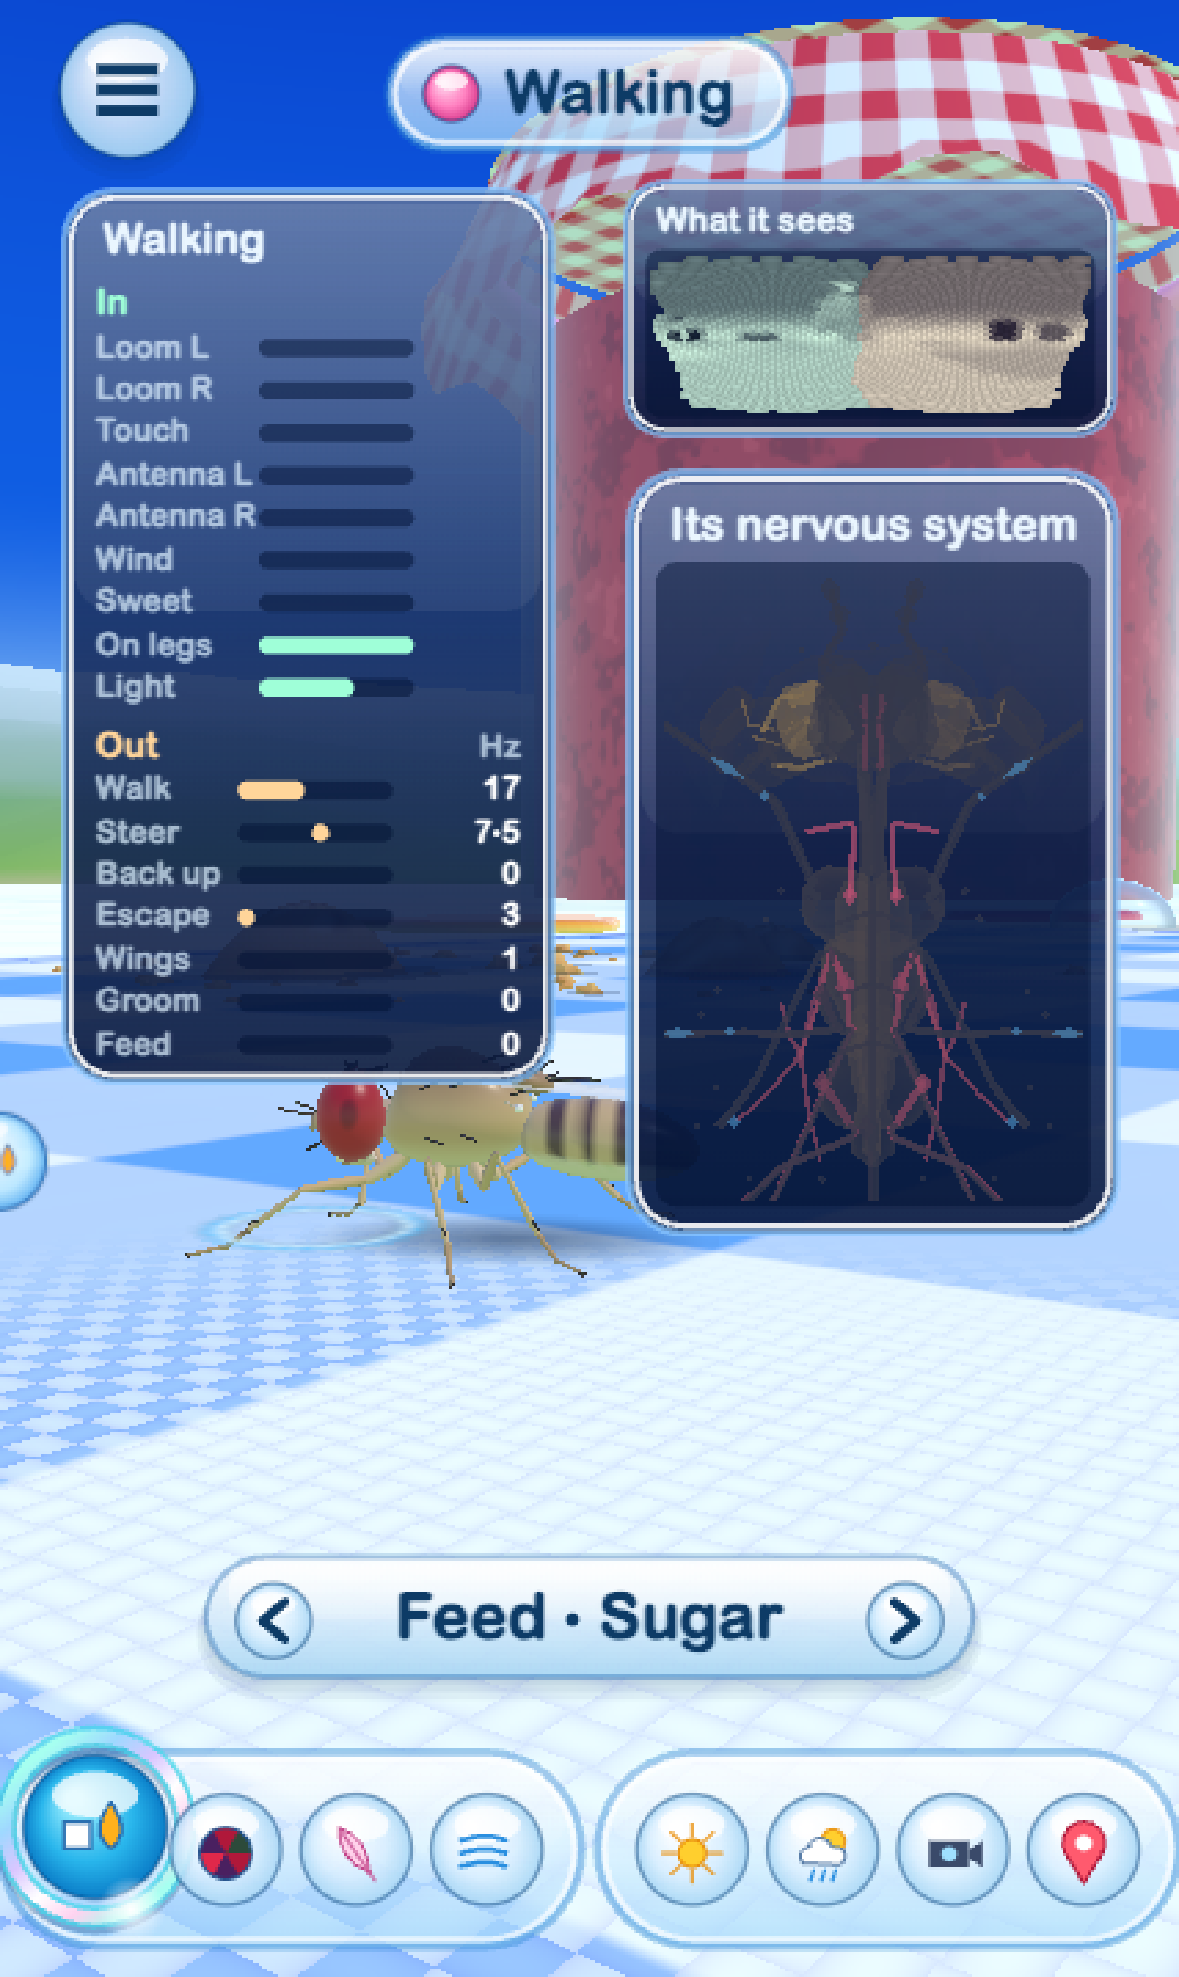 Walking
Walking
In
Loom L
Loom R
Touch
Antenna L
Antenna R
Wind
Sweet
On legs
Light
Out Hz
Walk 17
Steer 7·5
Back up 0
Escape 3
Wings 1
Groom 0
Feed 0
What it sees
Its nervous system
Feed · Sugar